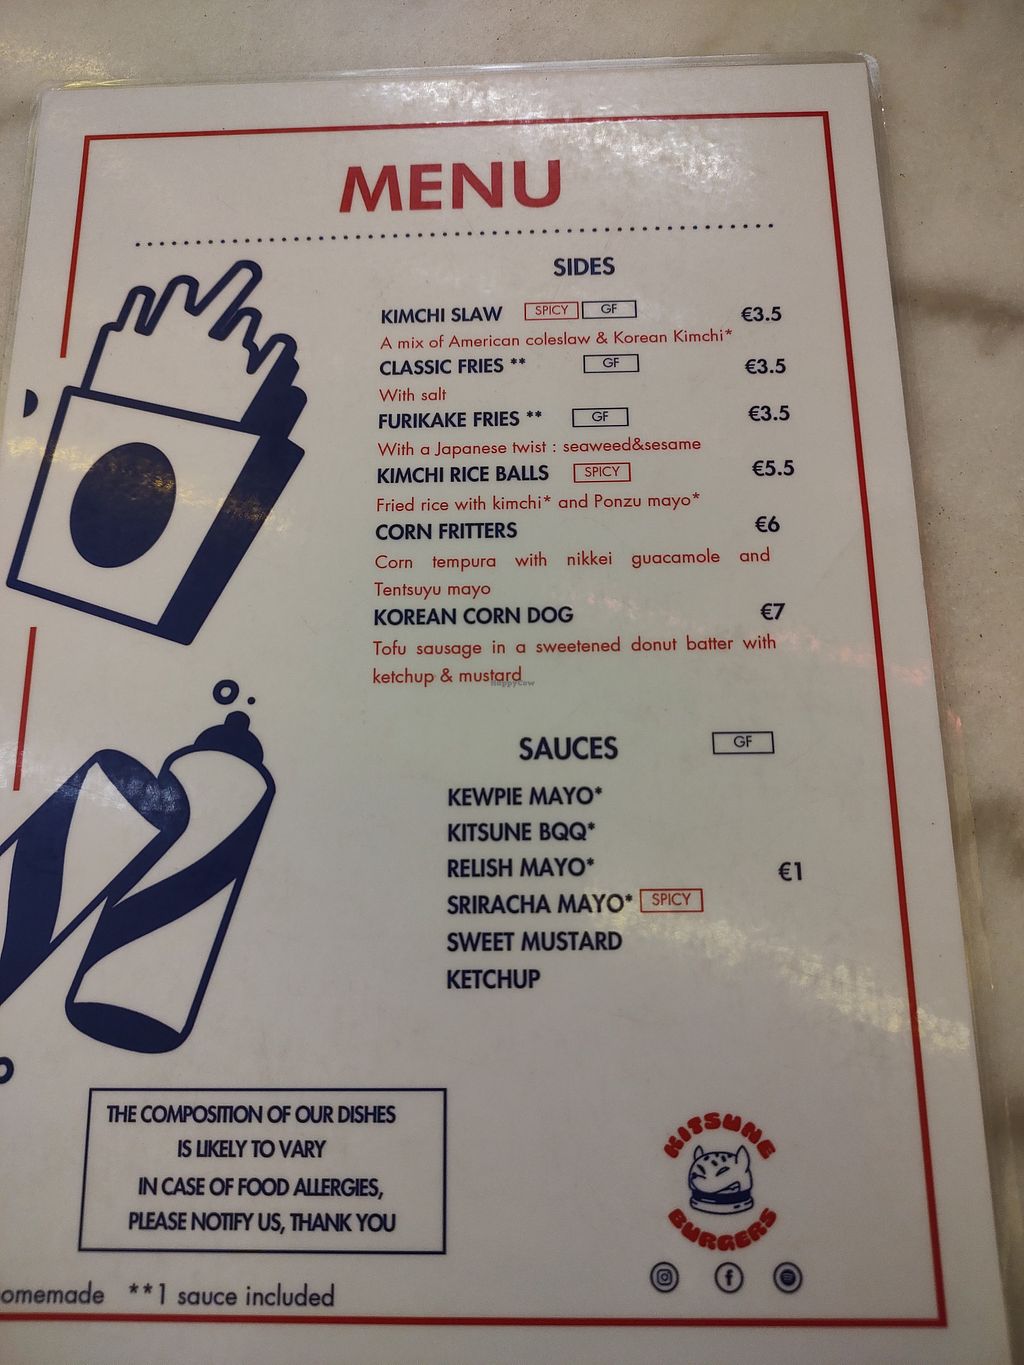 MENU
SIDES
KIMCHI SLAW SPICY GF €3.5
A mix of American coleslaw & Korean Kimchi*
CLASSIC FRIES ** GF €3.5
With salt
FURIKAKE FRIES ** GF €3.5
With a Japanese twist : seaweed&sesame
KIMCHI RICE BALLS SPICY €5.5
Fried rice with kimchi* and Ponzu mayo*
CORN FRITTERS €6
Corn tempura with nikkei guacamole and
Tentsuyu mayo
KOREAN CORN DOG €7
Tofu sausage in a sweetened donut batter with
ketchup & mustard
HappyCow
SAUCES GF
KEWPIE MAYO*
KITSUNE BQQ*
RELISH MAYO* €1
SRIRACHA MAYO* SPICY
SWEET MUSTARD
KETCHUP
THE COMPOSITION OF OUR DISHES
IS LIKELY TO VARY
IN CASE OF FOOD ALLERGIES,
PLEASE NOTIFY US, THANK YOU
KITSUNE
BURGERS
omemade **1 sauce included